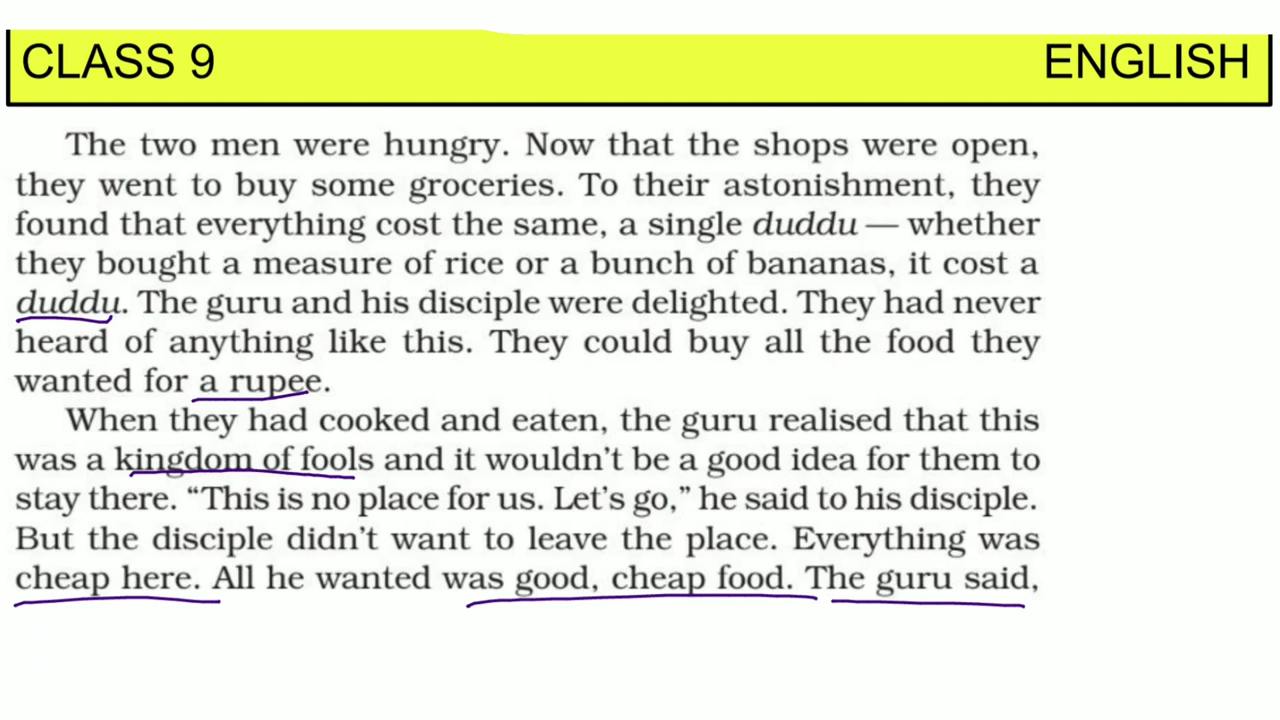 CLASS 9 ENGLISH
The two men were hungry. Now that the shops were open,
they went to buy some groceries. To their astonishment, they
found that everything cost the same, a single duddu — whether
they bought a measure of rice or a bunch of bananas, it cost a
duddu. The guru and his disciple were delighted. They had never
heard of anything like this. They could buy all the food they
wanted for a rupee.
When they had cooked and eaten, the guru realised that this
was a kingdom of fools and it wouldn’t be a good idea for them to
stay there. “This is no place for us. Let’s go,” he said to his disciple.
But the disciple didn’t want to leave the place. Everything was
cheap here. All he wanted was good, cheap food. The guru said,